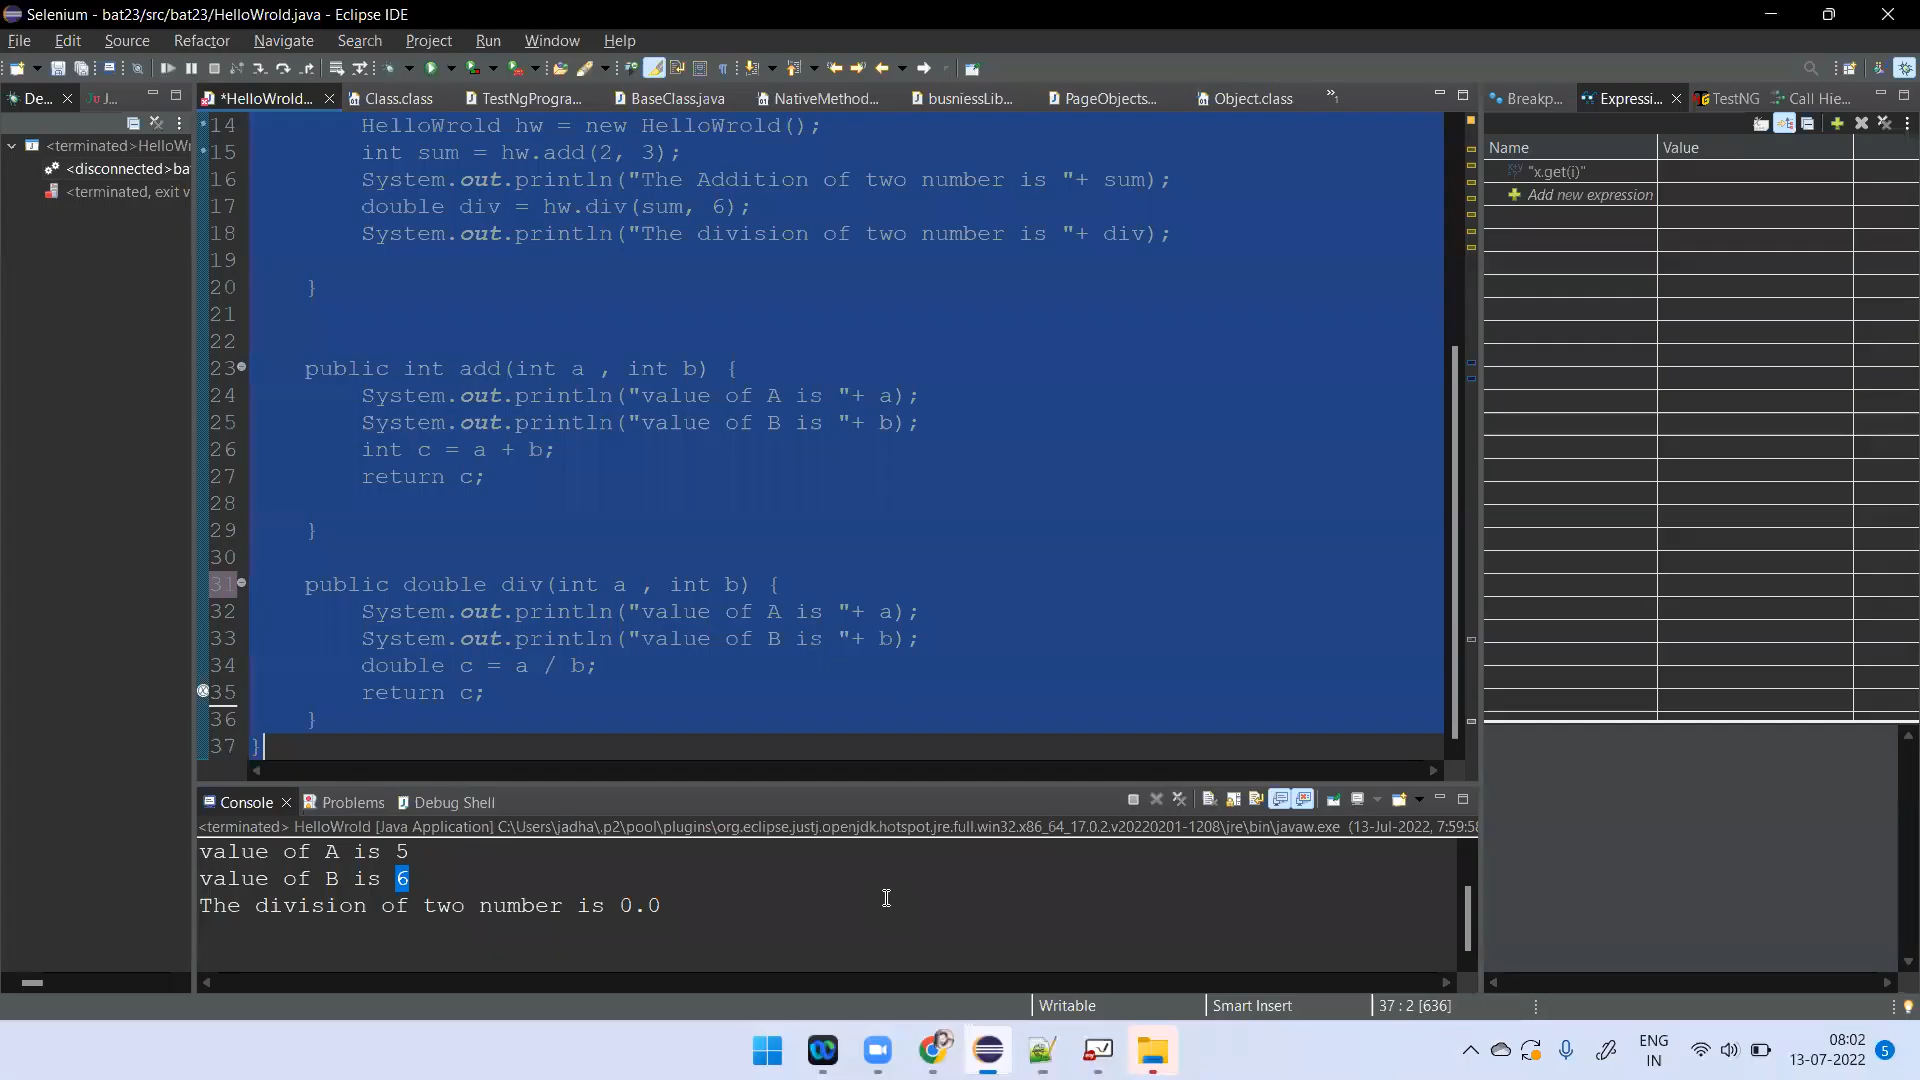 Selenium - bat23/src/bat23/HelloWrold.java - Eclipse IDE
File Edit Source Refactor Navigate Search Project Run Window Help
De... J... *HelloWrold... Class.class TestNgProgra... BaseClass.java NativeMethod... busniessLib... PageObjects... Object.class »1 Breakp... Expressi... TestNG Call Hie...
<terminated>HelloWr
<disconnected>ba
<terminated, exit v
14 HelloWrold hw = new HelloWrold();
15 int sum = hw.add(2, 3);
16 System.out.println("The Addition of two number is "+ sum);
17 double div = hw.div(sum, 6);
18 System.out.println("The division of two number is "+ div);
19
20 }
21
22
23 public int add(int a , int b) {
24 System.out.println("value of A is "+ a);
25 System.out.println("value of B is "+ b);
26 int c = a + b;
27 return c;
28
29 }
30
31 public double div(int a , int b) {
32 System.out.println("value of A is "+ a);
33 System.out.println("value of B is "+ b);
34 double c = a / b;
35 return c;
36 }
37 }
Name Value
"x.get(i)"
Add new expression
Console Problems Debug Shell
<terminated> HelloWrold [Java Application] C:\Users\jadha\.p2\pool\plugins\org.eclipse.justj.openjdk.hotspot.jre.full.win32.x86_64_17.0.2.v20220201-1208\jre\bin\javaw.exe (13-Jul-2022, 7:59:58
value of A is 5
value of B is 6
The division of two number is 0.0
Writable Smart Insert 37 : 2 [636]
ENG
IN
08:02
13-07-2022
5